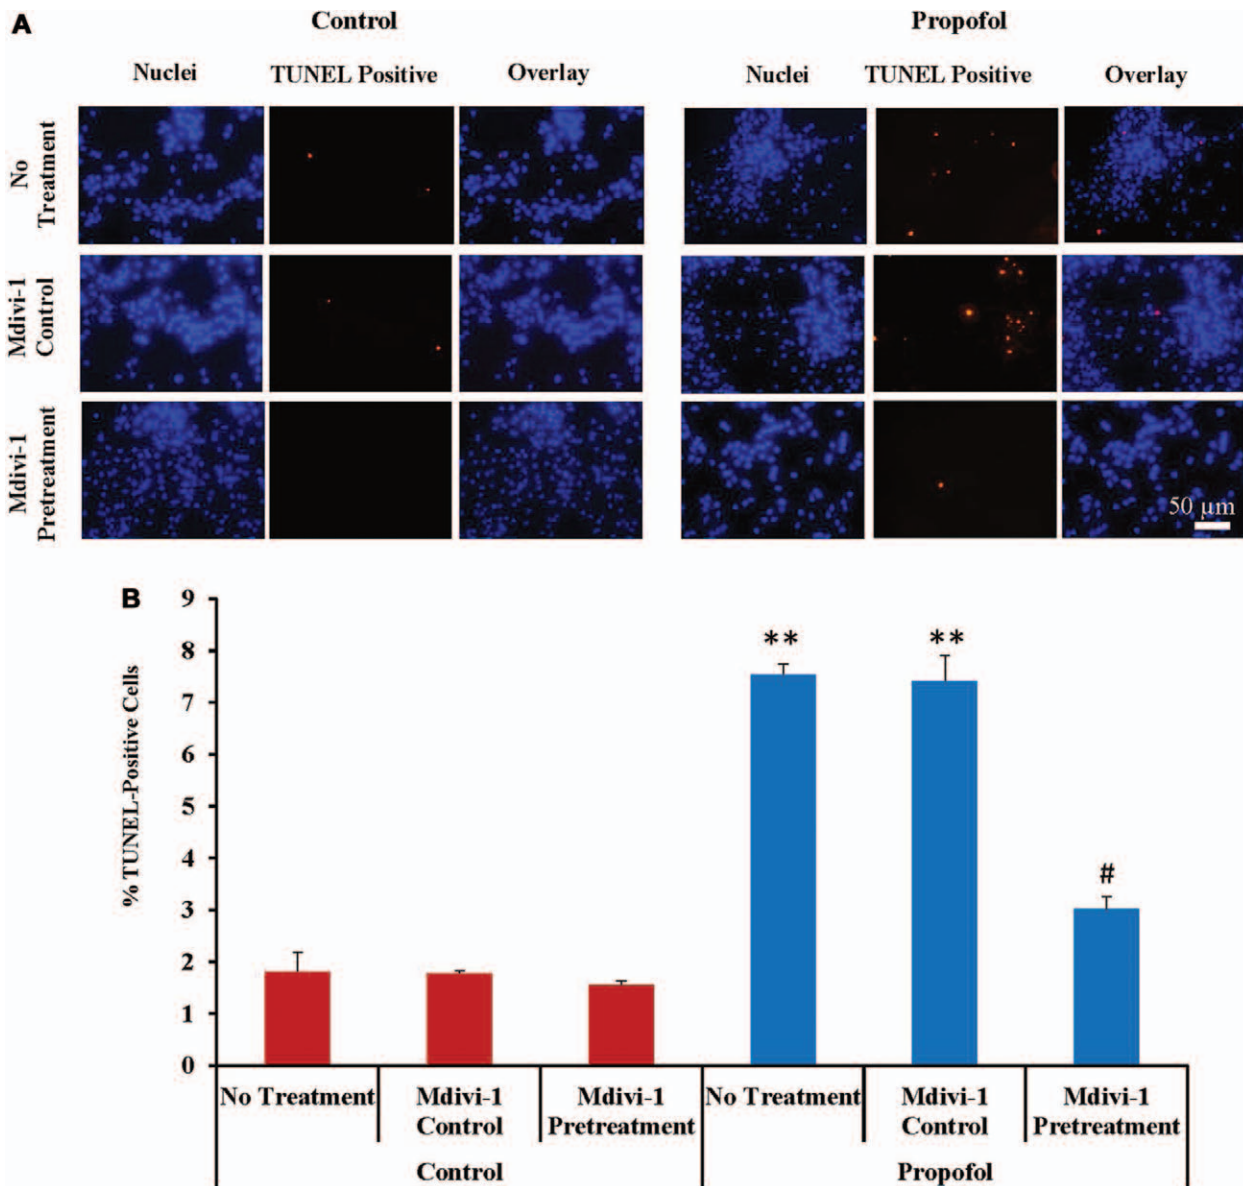 A
Control
Propofol
Nuclei TUNEL Positive Overlay
Nuclei TUNEL Positive Overlay
No
Treatment
Mdivi-1
Control
Mdivi-1
Pretreatment
50 µm
B
% TUNEL-Positive Cells
9
8
7
6
5
4
3
2
1
0
**
**
#
No Treatment
Mdivi-1
Control
Mdivi-1
Pretreatment
No Treatment
Mdivi-1
Control
Mdivi-1
Pretreatment
Control
Propofol